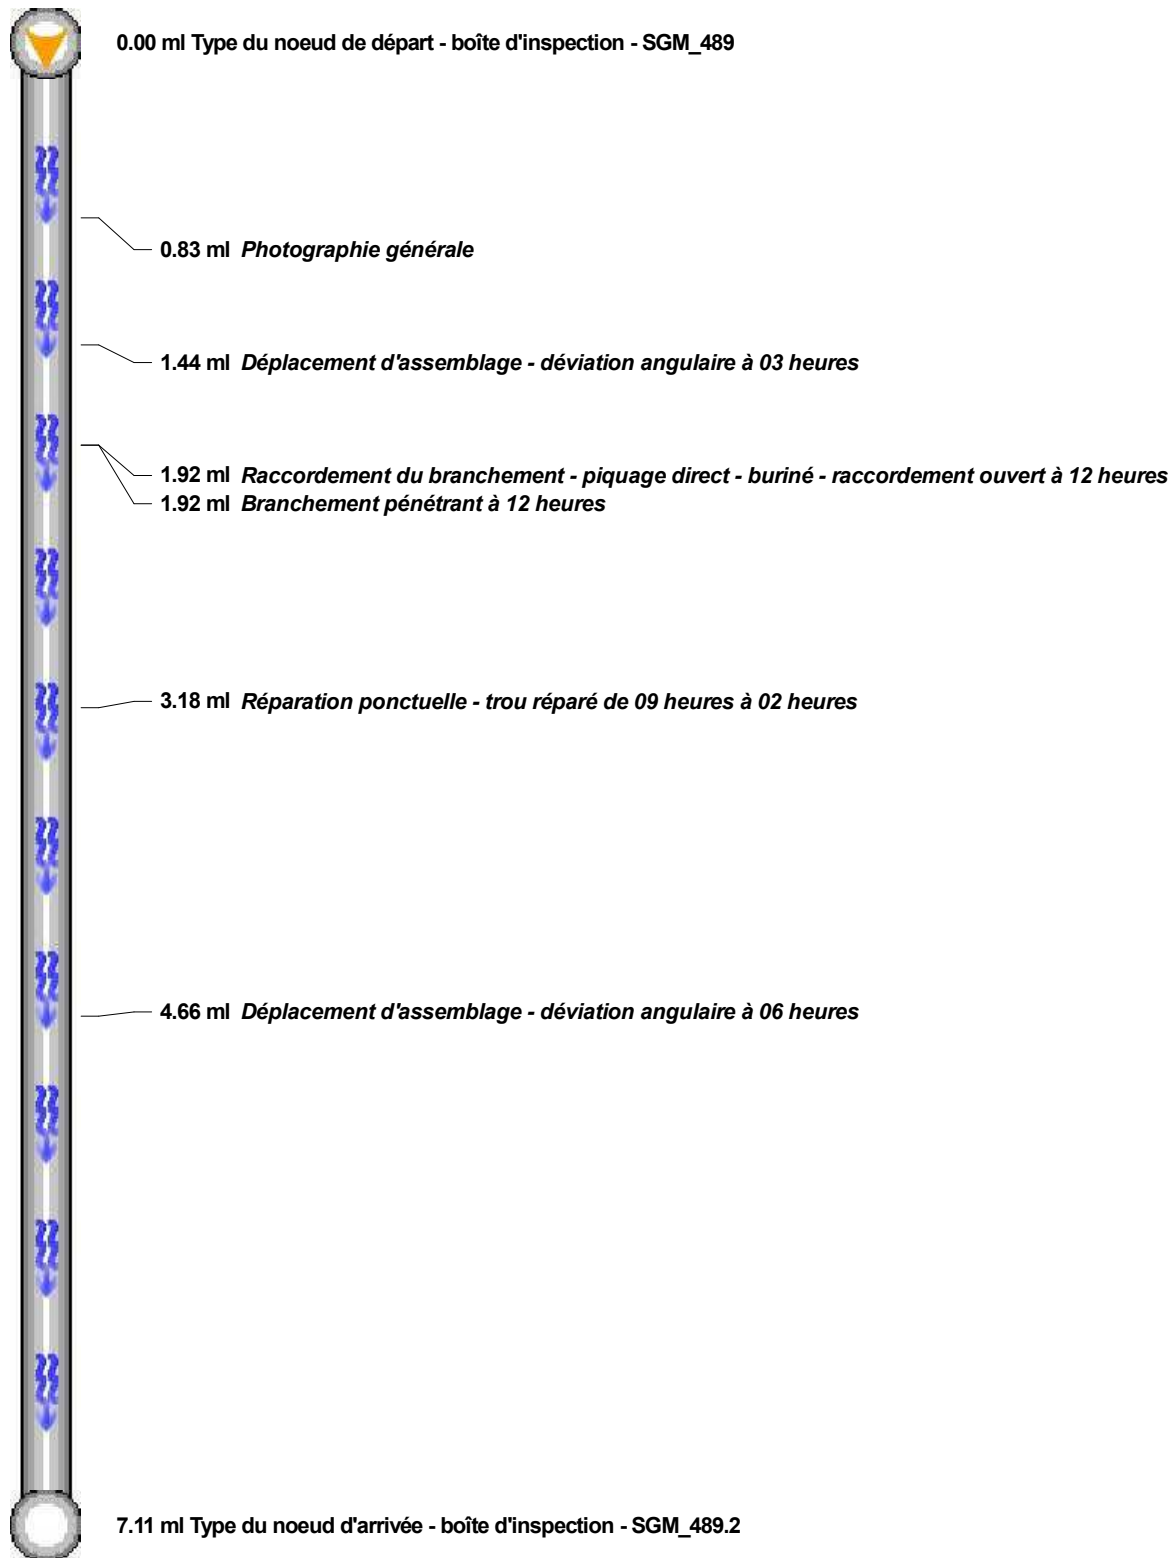 0.00 ml Type du noeud de départ - boîte d'inspection - SGM_489
0.83 ml Photographie générale
1.44 ml Déplacement d'assemblage - déviation angulaire à 03 heures
1.92 ml Raccordement du branchement - piquage direct - buriné - raccordement ouvert à 12 heures
1.92 ml Branchement pénétrant à 12 heures
3.18 ml Réparation ponctuelle - trou réparé de 09 heures à 02 heures
4.66 ml Déplacement d'assemblage - déviation angulaire à 06 heures
7.11 ml Type du noeud d'arrivée - boîte d'inspection - SGM_489.2